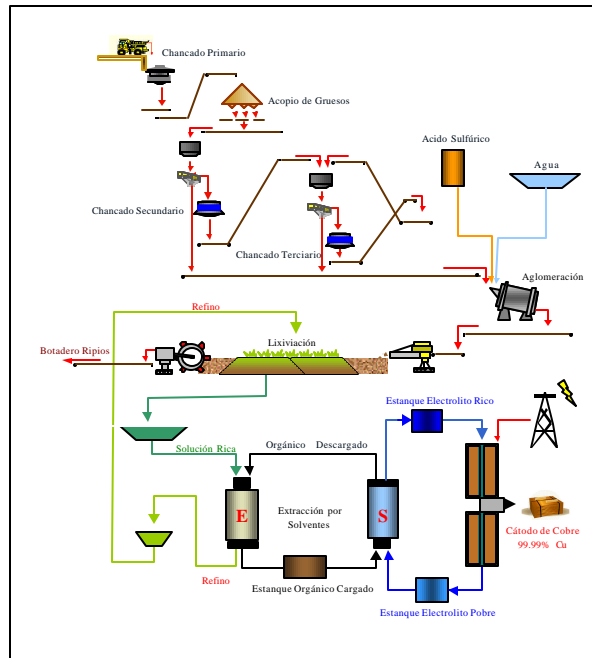 Chancado Primario
Acopio de Gruesos
Acido Sulfúrico
Agua
Chancado Secundario
Chancado Terciario
Aglomeración
Refino
Lixiviación
Botadero Ripios
Estanque Electrolito Rico
Solución Rica
Orgánico Descargado
E
Extracción por
Solventes
S
Cátodo de Cobre
99.99% Cu
Refino
Estanque Orgánico Cargado
Estanque Electrolito Pobre